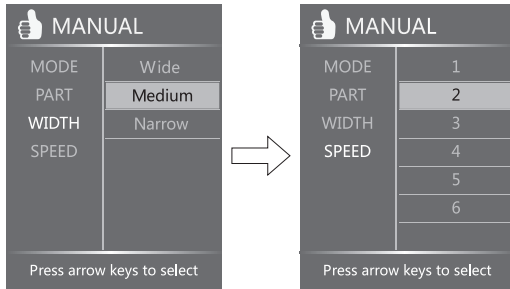 MANUAL
MODE
PART
WIDTH
SPEED
Wide
Medium
Narrow
Press arrow keys to select
MANUAL
MODE
PART
WIDTH
SPEED
1
2
3
4
5
6
Press arrow keys to select